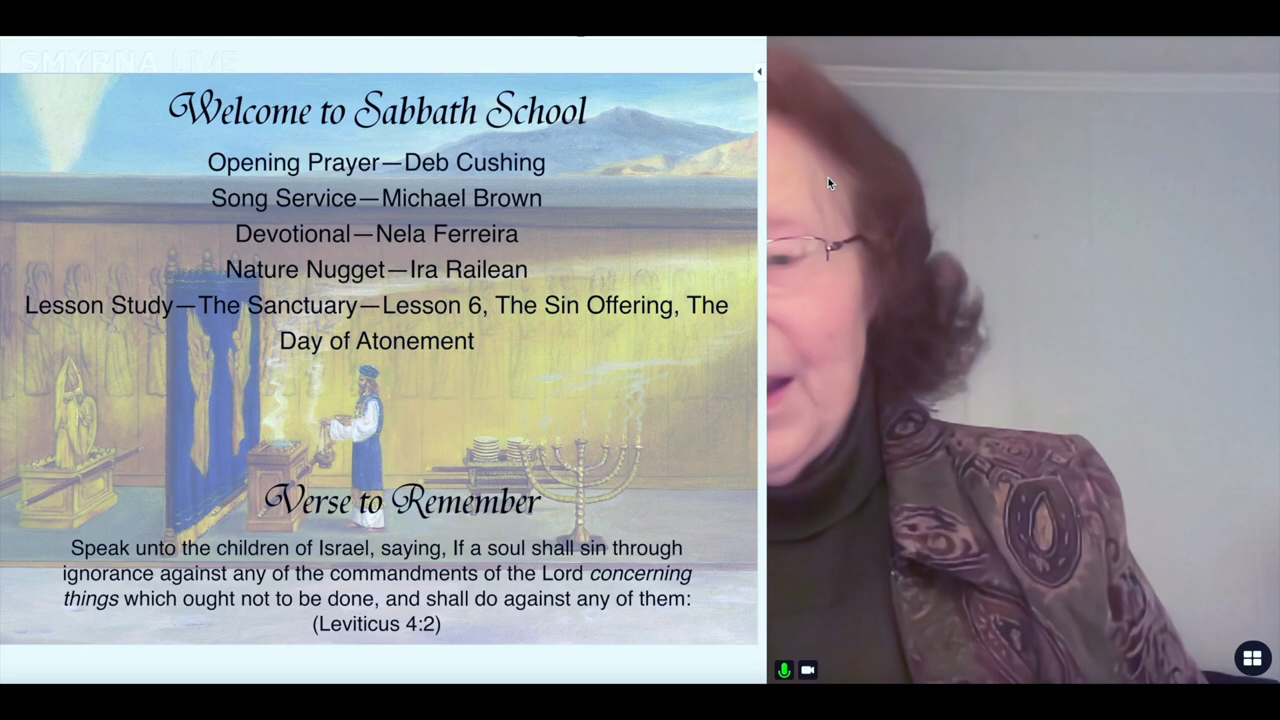 SMYRNA LIVE
Welcome to Sabbath School
Opening Prayer—Deb Cushing
Song Service—Michael Brown
Devotional—Nela Ferreira
Nature Nugget—Ira Railean
Lesson Study—The Sanctuary—Lesson 6, The Sin Offering, The
Day of Atonement
Verse to Remember
Speak unto the children of Israel, saying, If a soul shall sin through
ignorance against any of the commandments of the Lord concerning
things which ought not to be done, and shall do against any of them:
(Leviticus 4:2)